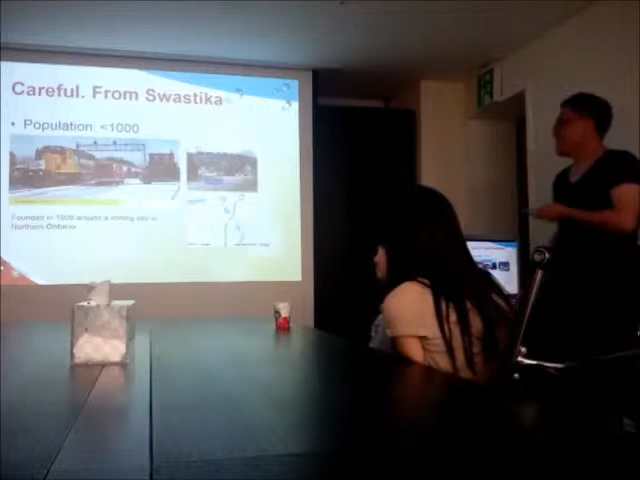 Careful. From Swastika
• Population: <1000
Founded in 1908 around a mining site in
Northern Ontario